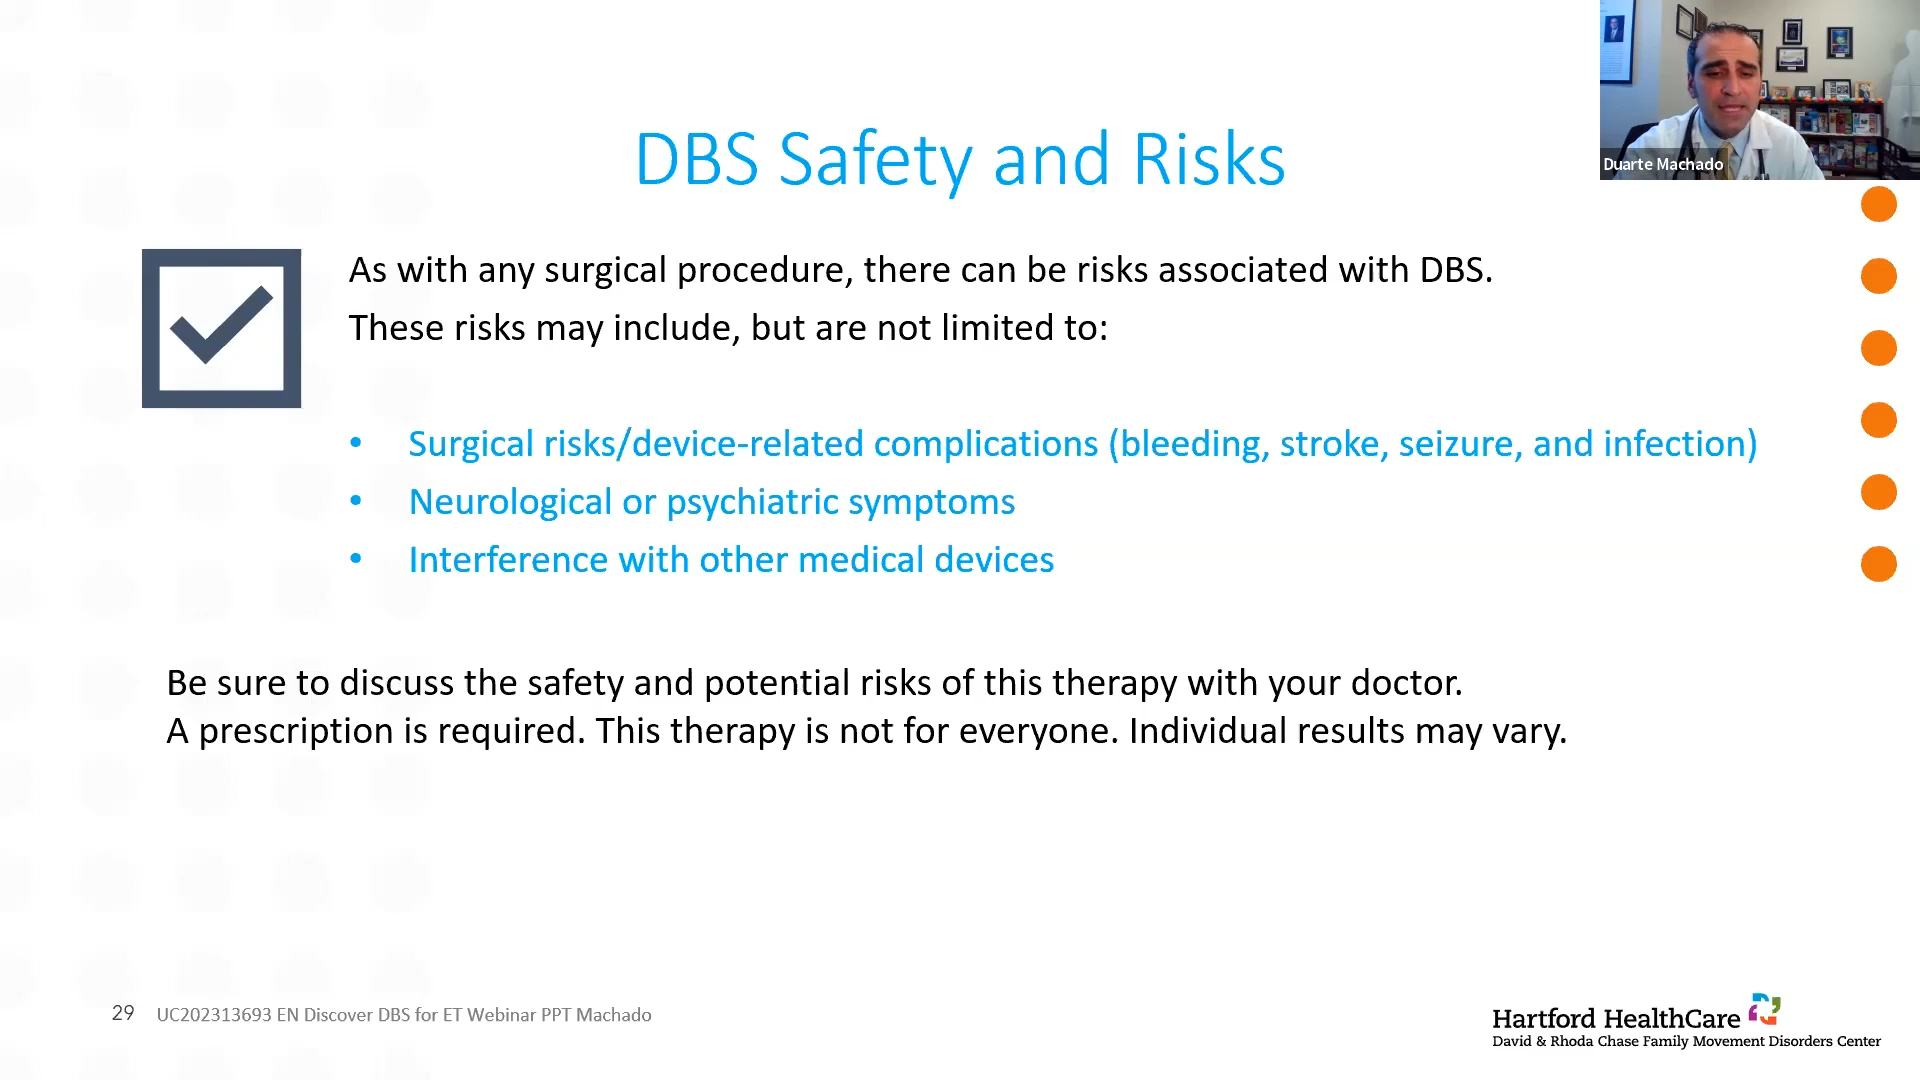 Duarte Machado
DBS Safety and Risks
As with any surgical procedure, there can be risks associated with DBS.
These risks may include, but are not limited to:
• Surgical risks/device-related complications (bleeding, stroke, seizure, and infection)
• Neurological or psychiatric symptoms
• Interference with other medical devices
Be sure to discuss the safety and potential risks of this therapy with your doctor.
A prescription is required. This therapy is not for everyone. Individual results may vary.
29 UC202313693 EN Discover DBS for ET Webinar PPT Machado
Hartford HealthCare
David & Rhoda Chase Family Movement Disorders Center